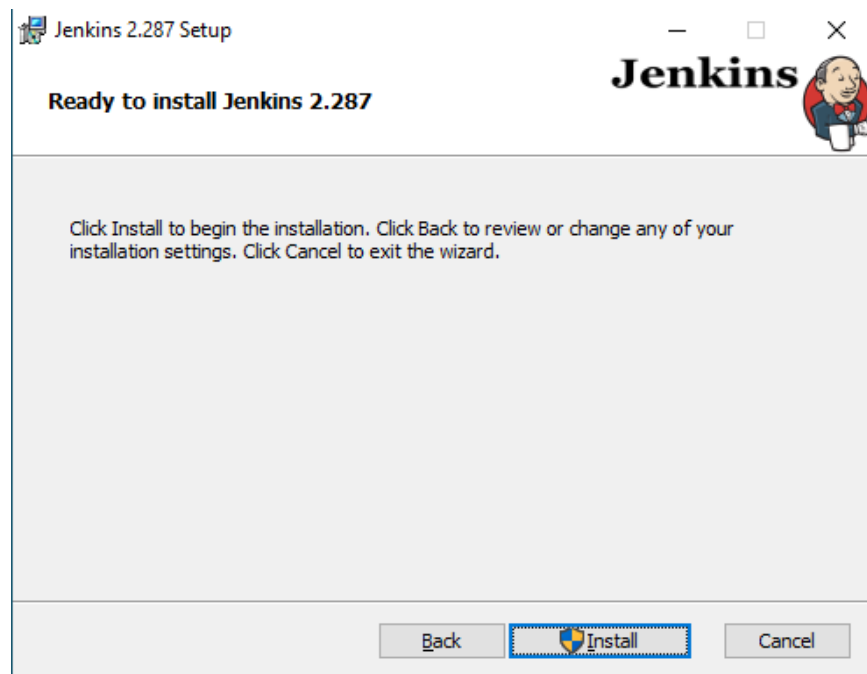 Jenkins 2.287 Setup
Jenkins
Ready to install Jenkins 2.287
Click Install to begin the installation. Click Back to review or change any of your
installation settings. Click Cancel to exit the wizard.
Back Install Cancel